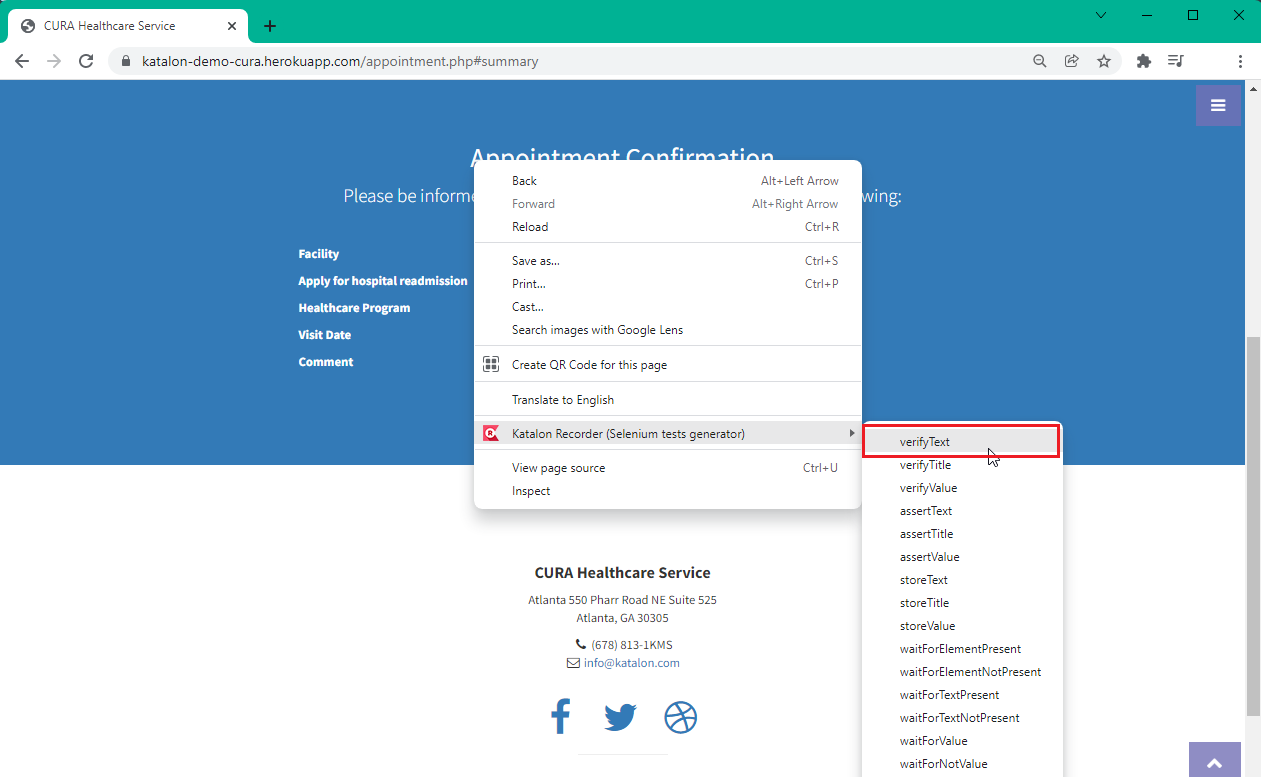 CURA Healthcare Service
katalon-demo-cura.herokuapp.com/appointment.php#summary
Appointment Confirmation
Please be informe
wing:
Facility
Apply for hospital readmission
Healthcare Program
Visit Date
Comment
Back Alt+Left Arrow
Forward Alt+Right Arrow
Reload Ctrl+R
Save as... Ctrl+S
Print... Ctrl+P
Cast...
Search images with Google Lens
Create QR Code for this page
Translate to English
Katalon Recorder (Selenium tests generator)
View page source Ctrl+U
Inspect
verifyText
verifyTitle
verifyValue
assertText
assertTitle
assertValue
storeText
storeTitle
storeValue
waitForElementPresent
waitForElementNotPresent
waitForTextPresent
waitForTextNotPresent
waitForValue
waitForNotValue
CURA Healthcare Service
Atlanta 550 Pharr Road NE Suite 525
Atlanta, GA 30305
(678) 813-1KMS
info@katalon.com